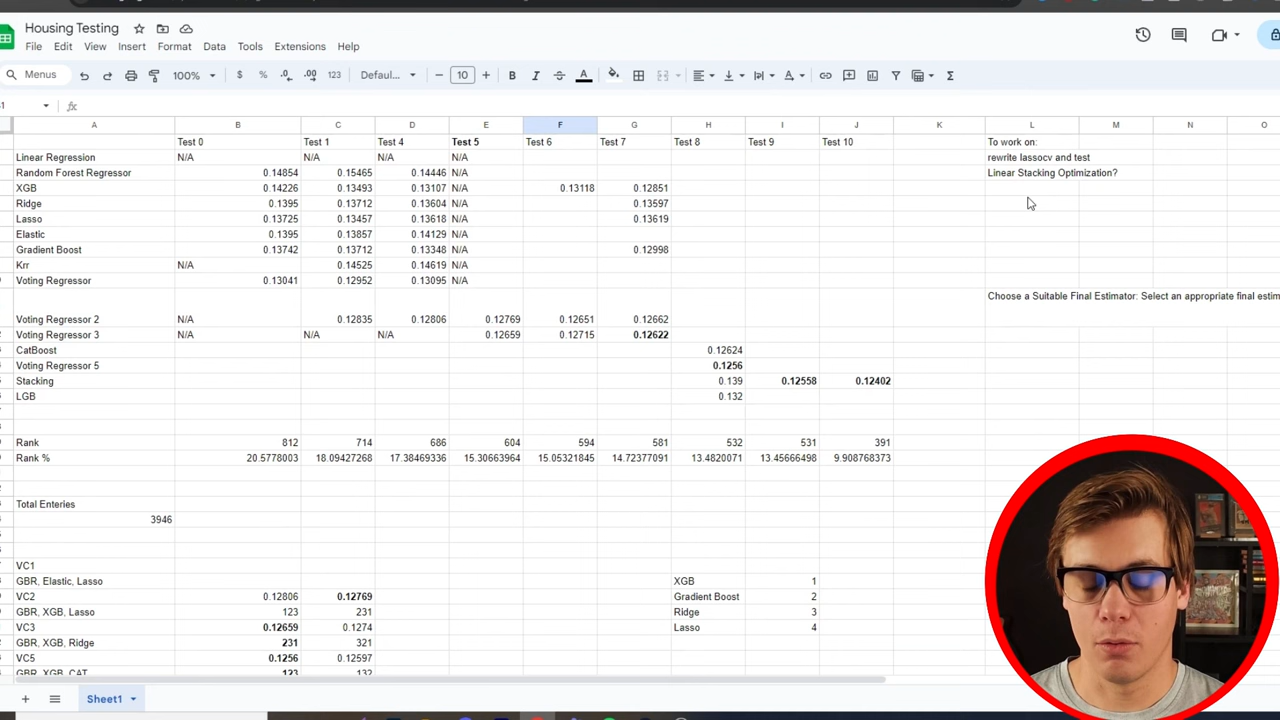 Housing Testing
File Edit View Insert Format Data Tools Extensions Help
Menus 100% $ % .0 .00 123 Defaul... 10 B I A
fx
A B C D E F G H I J K L M N O
Test 0 Test 1 Test 4 Test 5 Test 6 Test 7 Test 8 Test 9 Test 10 To work on:
Linear Regression N/A N/A N/A N/A rewrite lassocv and test
Random Forest Regressor 0.14854 0.15465 0.14446 N/A Linear Stacking Optimization?
XGB 0.14226 0.13493 0.13107 N/A 0.13118 0.12851
Ridge 0.1395 0.13712 0.13604 N/A 0.13597
Lasso 0.13725 0.13457 0.13618 N/A 0.13619
Elastic 0.1395 0.13857 0.14129 N/A
Gradient Boost 0.13742 0.13712 0.13348 N/A 0.12998
Krr N/A 0.14525 0.14619 N/A
Voting Regressor 0.13041 0.12952 0.13095 N/A
Choose a Suitable Final Estimator: Select an appropriate final estim
Voting Regressor 2 N/A 0.12835 0.12806 0.12769 0.12651 0.12662
Voting Regressor 3 N/A N/A N/A 0.12659 0.12715 0.12622
CatBoost 0.12624
Voting Regressor 5 0.1256
Stacking 0.139 0.12558 0.12402
LGB 0.132
Rank 812 714 686 604 594 581 532 531 391
Rank % 20.5778003 18.09427268 17.38469336 15.30663964 15.05321845 14.72377091 13.4820071 13.45666498 9.908768373
Total Enteries
3946
VC1
GBR, Elastic, Lasso XGB 1
VC2 0.12806 0.12769 Gradient Boost 2
GBR, XGB, Lasso 123 231 Ridge 3
VC3 0.12659 0.1274 Lasso 4
GBR, XGB, Ridge 231 321
VC5 0.1256 0.12597
GBR, XGB, CAT 123 132
Sheet1